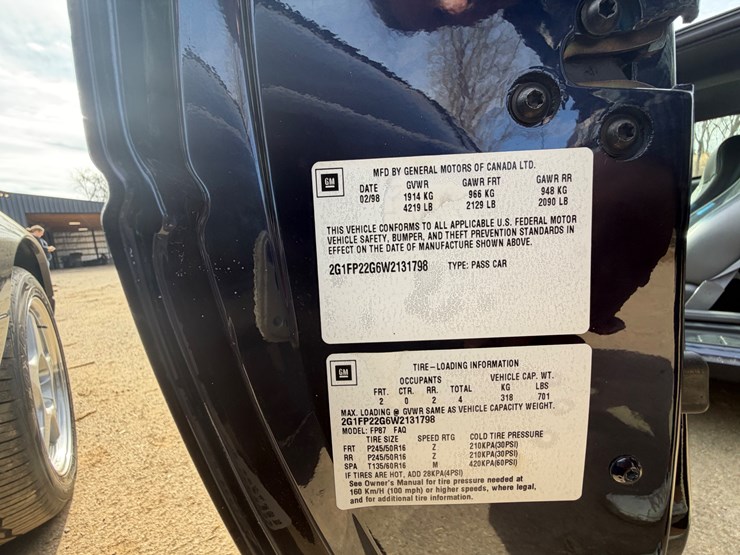 GM
MFD BY GENERAL MOTORS OF CANADA LTD.
DATE GVWR GAWR FRT GAWR RR
02/98 1914 KG 966 KG 948 KG
4219 LB 2129 LB 2090 LB
THIS VEHICLE CONFORMS TO ALL APPLICABLE U.S. FEDERAL MOTOR
VEHICLE SAFETY, BUMPER, AND THEFT PREVENTION STANDARDS IN
EFFECT ON THE DATE OF MANUFACTURE SHOWN ABOVE.
2G1FP22G6W2131798 TYPE: PASS CAR
GM
TIRE-LOADING INFORMATION
OCCUPANTS VEHICLE CAP. WT.
FRT. CTR. RR. TOTAL KG LBS
2 0 2 4 318 701
MAX. LOADING @ GVWR SAME AS VEHICLE CAPACITY WEIGHT.
2G1FP22G6W2131798
MODEL: FP87 FAQ
TIRE SIZE SPEED RTG COLD TIRE PRESSURE
FRT P245/50R16 Z 210KPA(30PSI)
RR P245/50R16 Z 210KPA(30PSI)
SPA T135/60R16 M 420KPA(60PSI)
IF TIRES ARE HOT, ADD 28KPA(4PSI)
See Owner's Manual for tire pressure needed at
160 Km/H (100 mph) or higher speeds, where legal,
and for additional tire information.